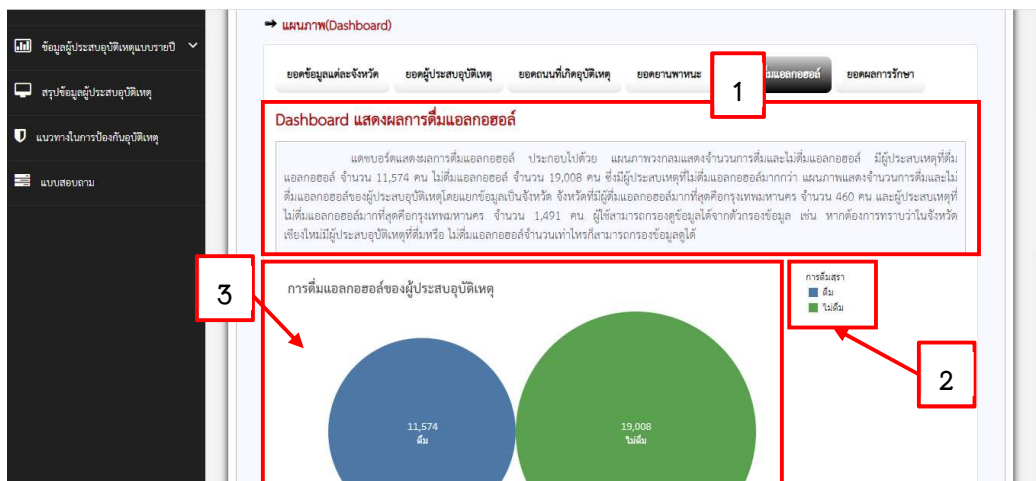 ➡ แผนภาพ(Dashboard)
ข้อมูลผู้ประสบอุบัติเหตุแบบรายปี
สรุปข้อมูลผู้ประสบอุบัติเหตุ
แนวทางในการป้องกันอุบัติเหตุ
แบบสอบถาม
ยอดข้อมูลแต่ละจังหวัด ยอดผู้ประสบอุบัติเหตุ ยอดถนนที่เกิดอุบัติเหตุ ยอดยานพาหนะ ดื่มแอลกอฮอล์ ยอดผลการรักษา
1
Dashboard แสดงผลการดื่มแอลกอฮอล์
แดชบอร์ดแสดงผลการดื่มแอลกอฮอล์ ประกอบไปด้วย แผนภาพวงกลมแสดงจำนวนการดื่มและไม่ดื่มแอลกอฮอล์ มีผู้ประสบเหตุที่ดื่ม
แอลกอฮอล์ จำนวน 11,574 คน ไม่ดื่มแอลกอฮอล์ จำนวน 19,008 คน ซึ่งมีผู้ประสบเหตุที่ไม่ดื่มแอลกอฮอล์มากกว่า แผนภาพแสดงจำนวนการดื่มและไม่
ดื่มแอลกอฮอล์ของผู้ประสบอุบัติเหตุโดยแยกข้อมูลเป็นจังหวัด จังหวัดที่มีผู้ดื่มแอลกอฮอล์มากที่สุดคือกรุงเทพมหานคร จำนวน 460 คน และผู้ประสบเหตุที่
ไม่ดื่มแอลกอฮอล์มากที่สุดคือกรุงเทพมหานคร จำนวน 1,491 คน ผู้ใช้สามารถกรองดูข้อมูลได้จากตัวกรองข้อมูล เช่น หากต้องการทราบว่าในจังหวัด
เชียงใหม่มีผู้ประสบอุบัติเหตุที่ดื่มหรือ ไม่ดื่มแอลกอฮอล์จำนวนเท่าไหรก็สามารถกรองข้อมูลดูได้
การดื่มแอลกอฮอล์ของผู้ประสบอุบัติเหตุ
การดื่มสุรา
ดื่ม
ไม่ดื่ม
3
2
11,574
ดื่ม
19,008
ไม่ดื่ม